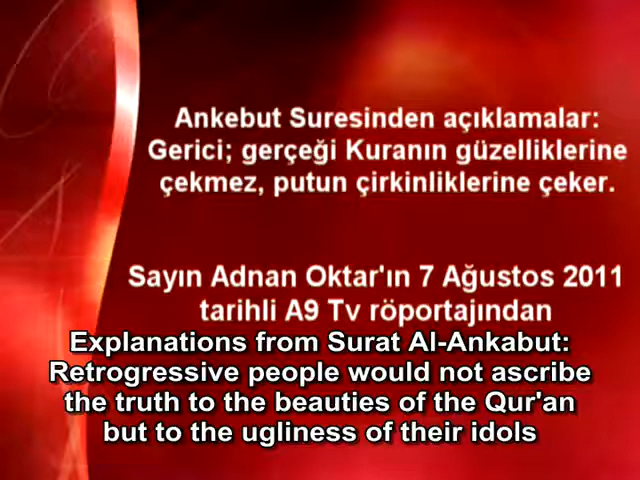 Ankebut Suresinden açıklamalar:
Gerici; gerçeği Kuranın güzelliklerine
çekmez, putun çirkinliklerine çeker.
Sayın Adnan Oktar'ın 7 Ağustos 2011
tarihli A9 Tv röportajından
Explanations from Surat Al-Ankabut:
Retrogressive people would not ascribe
the truth to the beauties of the Qur'an
but to the ugliness of their idols